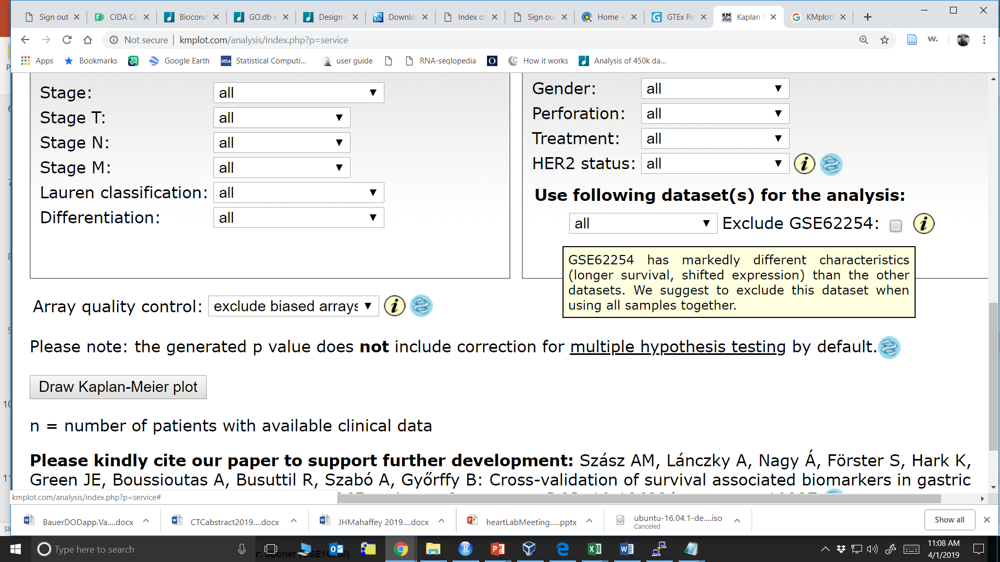 Sign out
CIDA Co
Biocond
GO.db i
Design f
Downlo
Index of
Sign out
Home <
GTEx Po
Kaplan
KMplott
Not secure | kmplot.com/analysis/index.php?p=service
W.
Apps
Bookmarks
Google Earth
UCLA
Statistical Computi...
user guide
RNA-seqlopedia
O
How it works
Analysis of 450k da...
Stage: all
Stage T: all
Stage N: all
Stage M: all
Lauren classification: all
Differentiation: all
Gender: all
Perforation: all
Treatment: all
HER2 status: all
Use following dataset(s) for the analysis:
all Exclude GSE62254:
GSE62254 has markedly different characteristics
(longer survival, shifted expression) than the other
datasets. We suggest to exclude this dataset when
using all samples together.
Array quality control: exclude biased arrays
Please note: the generated p value does not include correction for multiple hypothesis testing by default.
Draw Kaplan-Meier plot
n = number of patients with available clinical data
Please kindly cite our paper to support further development: Szász AM, Lánczky A, Nagy Á, Förster S, Hark K,
Green JE, Boussioutas A, Busuttil R, Szabó A, Győrffy B: Cross-validation of survival associated biomarkers in gastric
kmplot.com/analysis/index.php?p=service#
BauerDODapp.Va....docx
CTCabstract2019....docx
JHMahaffey 2019....docx
heartLabMeeting.....pptx
ubuntu-16.04.1-de....iso
Canceled
Show all
Type here to search
11:08 AM
4/1/2019